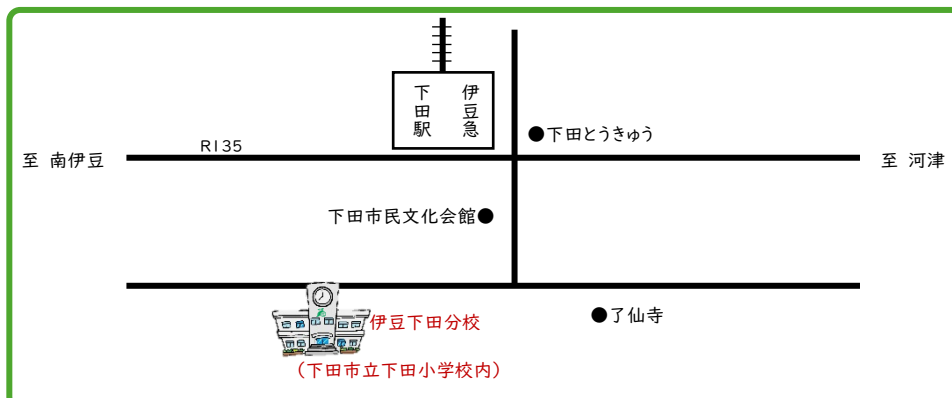 伊豆急
下田駅
●下田とうきゅう
R135
至 南伊豆
至 河津
下田市民文化会館●
伊豆下田分校
●了仙寺
（下田市立下田小学校内）